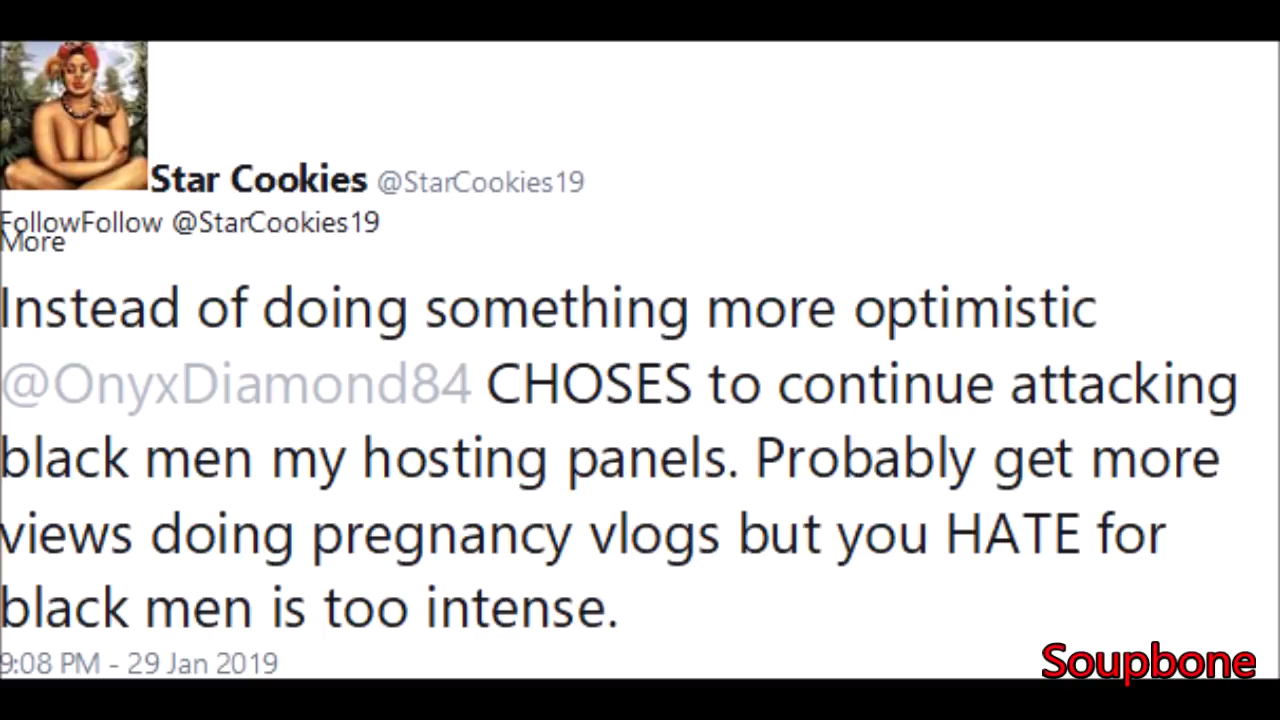 Star Cookies @StarCookies19
FollowFollow @StarCookies19
More
Instead of doing something more optimistic
@OnyxDiamond84 CHOSES to continue attacking
black men my hosting panels. Probably get more
views doing pregnancy vlogs but you HATE for
black men is too intense.
9:08 PM - 29 Jan 2019
Soupbone